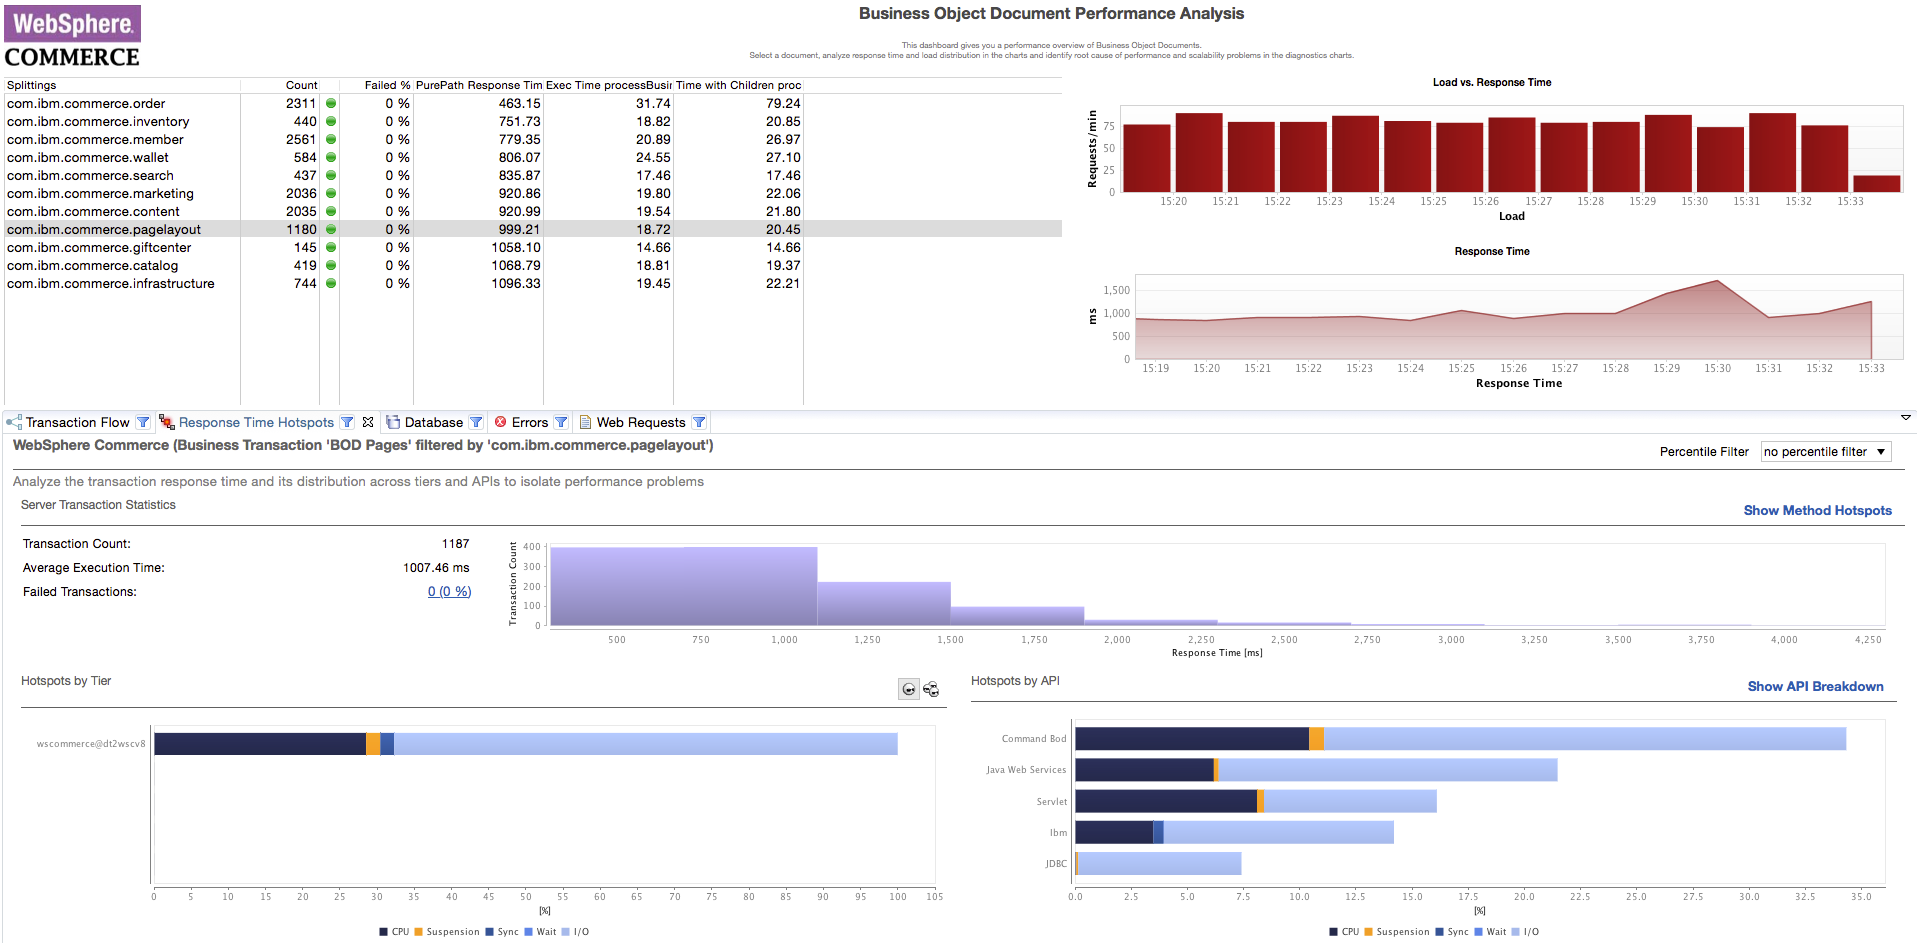 WebSphere.
COMMERCE
Business Object Document Performance Analysis
This dashboard gives you a performance overview of Business Object Documents.
Select a document, analyze response time and load distribution in the charts and identify root cause of performance and scalability problems in the diagnostics charts.
Splittings Count Failed % PurePath Response Tim Exec Time processBusin Time with Children proc
com.ibm.commerce.order 2311 0 % 463.15 31.74 79.24
com.ibm.commerce.inventory 440 0 % 751.73 18.82 20.85
com.ibm.commerce.member 2561 0 % 779.35 20.89 26.97
com.ibm.commerce.wallet 584 0 % 806.07 24.55 27.10
com.ibm.commerce.search 437 0 % 835.87 17.46 17.46
com.ibm.commerce.marketing 2036 0 % 920.86 19.80 22.06
com.ibm.commerce.content 2035 0 % 920.99 19.54 21.80
com.ibm.commerce.pagelayout 1180 0 % 999.21 18.72 20.45
com.ibm.commerce.giftcenter 145 0 % 1058.10 14.66 14.66
com.ibm.commerce.catalog 419 0 % 1068.79 18.81 19.37
com.ibm.commerce.infrastructure 744 0 % 1096.33 19.45 22.21
Load vs. Response Time
Requests/min
75
50
25
0
15:20 15:21 15:22 15:23 15:24 15:25 15:26 15:27 15:28 15:29 15:30 15:31 15:32 15:33
Load
Response Time
ms
1,500
1,000
500
0
15:19 15:20 15:21 15:22 15:23 15:24 15:25 15:26 15:27 15:28 15:29 15:30 15:31 15:32 15:33
Response Time
Transaction Flow Response Time Hotspots Database Errors Web Requests
WebSphere Commerce (Business Transaction 'BOD Pages' filtered by 'com.ibm.commerce.pagelayout')
Percentile Filter no percentile filter
Analyze the transaction response time and its distribution across tiers and APIs to isolate performance problems
Server Transaction Statistics
Show Method Hotspots
Transaction Count: 1187
Average Execution Time: 1007.46 ms
Failed Transactions: 0 (0 %)
Transaction Count
400
300
200
100
0
500 750 1,000 1,250 1,500 1,750 2,000 2,250 2,500 2,750 3,000 3,250 3,500 3,750 4,000 4,250
Response Time [ms]
Hotspots by Tier
wscommerce@dt2wscv8
0 5 10 15 20 25 30 35 40 45 50 55 60 65 70 75 80 85 90 95 100 105
[%]
CPU Suspension Sync Wait I/O
Hotspots by API
Show API Breakdown
Command Bod
Java Web Services
Servlet
Ibm
JDBC
0.0 2.5 5.0 7.5 10.0 12.5 15.0 17.5 20.0 22.5 25.0 27.5 30.0 32.5 35.0
[%]
CPU Suspension Sync Wait I/O